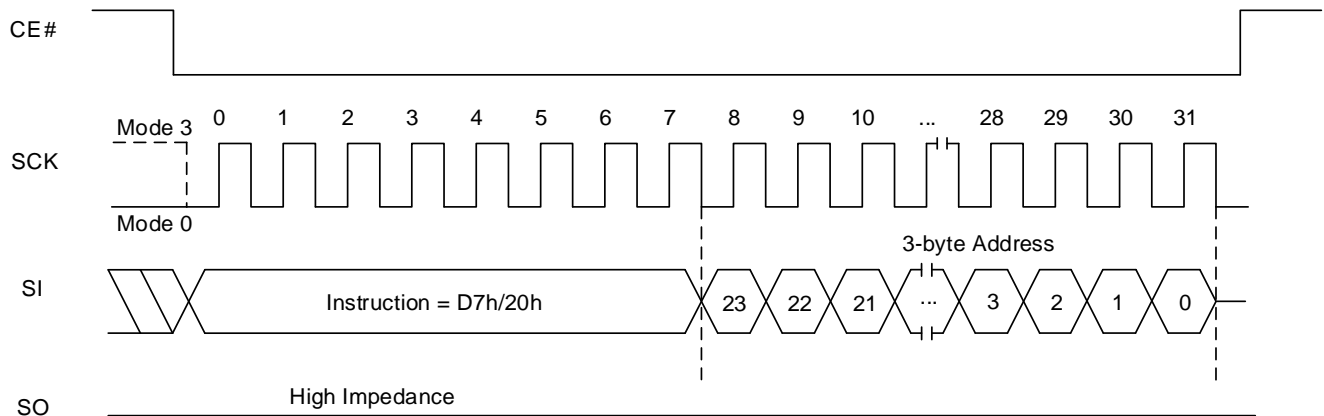 CE#
0 1 2 3 4 5 6 7 8 9 10 ... 28 29 30 31
Mode 3
SCK
Mode 0
3-byte Address
SI
Instruction = D7h/20h
23 22 21 ... 3 2 1 0
High Impedance
SO